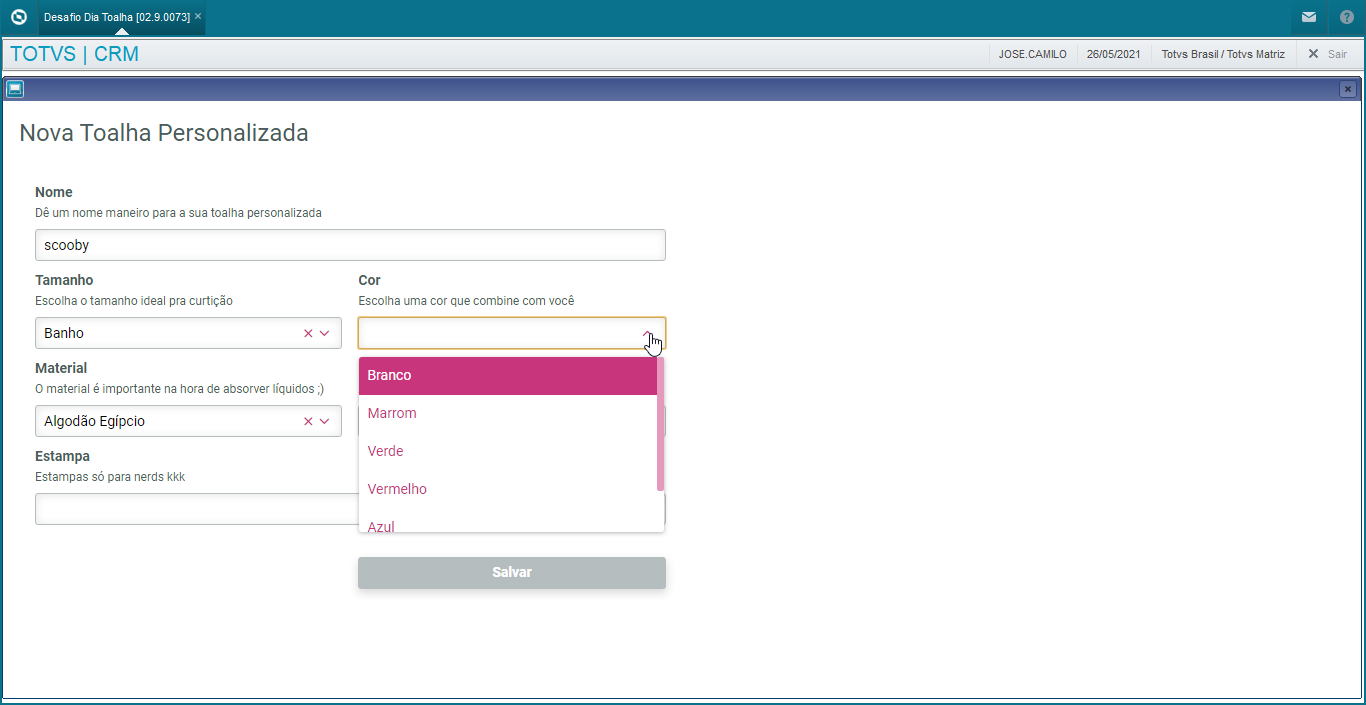 Desafio Dia Toalha [02.9.0073] ×
TOTVS | CRM
JOSE.CAMILO 26/05/2021 Totvs Brasil / Totvs Matriz Sair
Nova Toalha Personalizada
Nome
Dê um nome maneiro para a sua toalha personalizada
scooby
Tamanho
Escolha o tamanho ideal pra curtição
Banho
Cor
Escolha uma cor que combine com você
Branco
Marrom
Verde
Vermelho
Azul
Material
O material é importante na hora de absorver líquidos ;)
Algodão Egípcio
Estampa
Estampas só para nerds kkk
Salvar